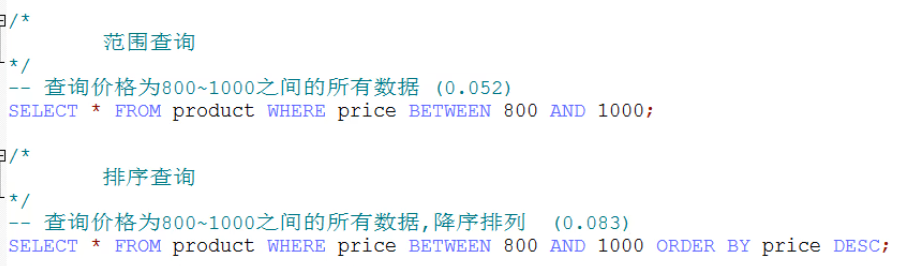 /*
范围查询
*/
-- 查询价格为800~1000之间的所有数据 (0.052)
SELECT * FROM product WHERE price BETWEEN 800 AND 1000;
/*
排序查询
*/
-- 查询价格为800~1000之间的所有数据,降序排列 (0.083)
SELECT * FROM product WHERE price BETWEEN 800 AND 1000 ORDER BY price DESC;